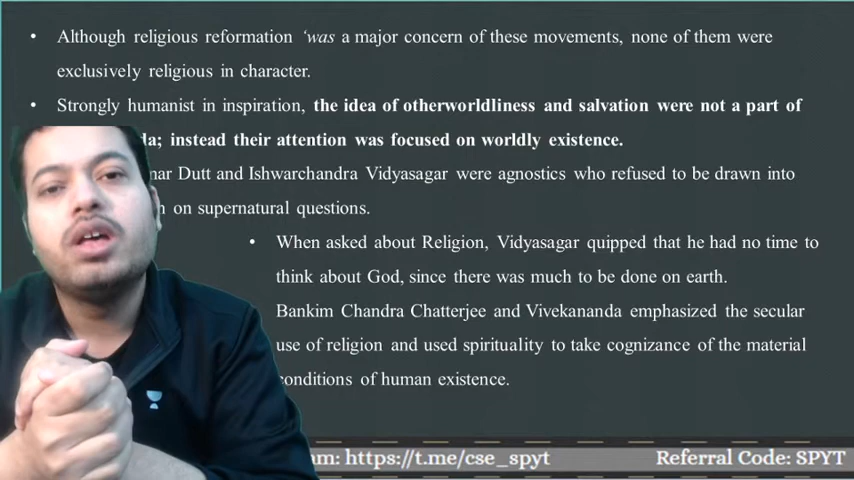 • Although religious reformation ‘was a major concern of these movements, none of them were
exclusively religious in character.
• Strongly humanist in inspiration, the idea of otherworldliness and salvation were not a part of
instead their attention was focused on worldly existence.
Dutt and Ishwarchandra Vidyasagar were agnostics who refused to be drawn into
on supernatural questions.
• When asked about Religion, Vidyasagar quipped that he had no time to
think about God, since there was much to be done on earth.
Bankim Chandra Chatterjee and Vivekananda emphasized the secular
use of religion and used spirituality to take cognizance of the material
conditions of human existence.
https://t.me/cse_spyt Referral Code: SPYT